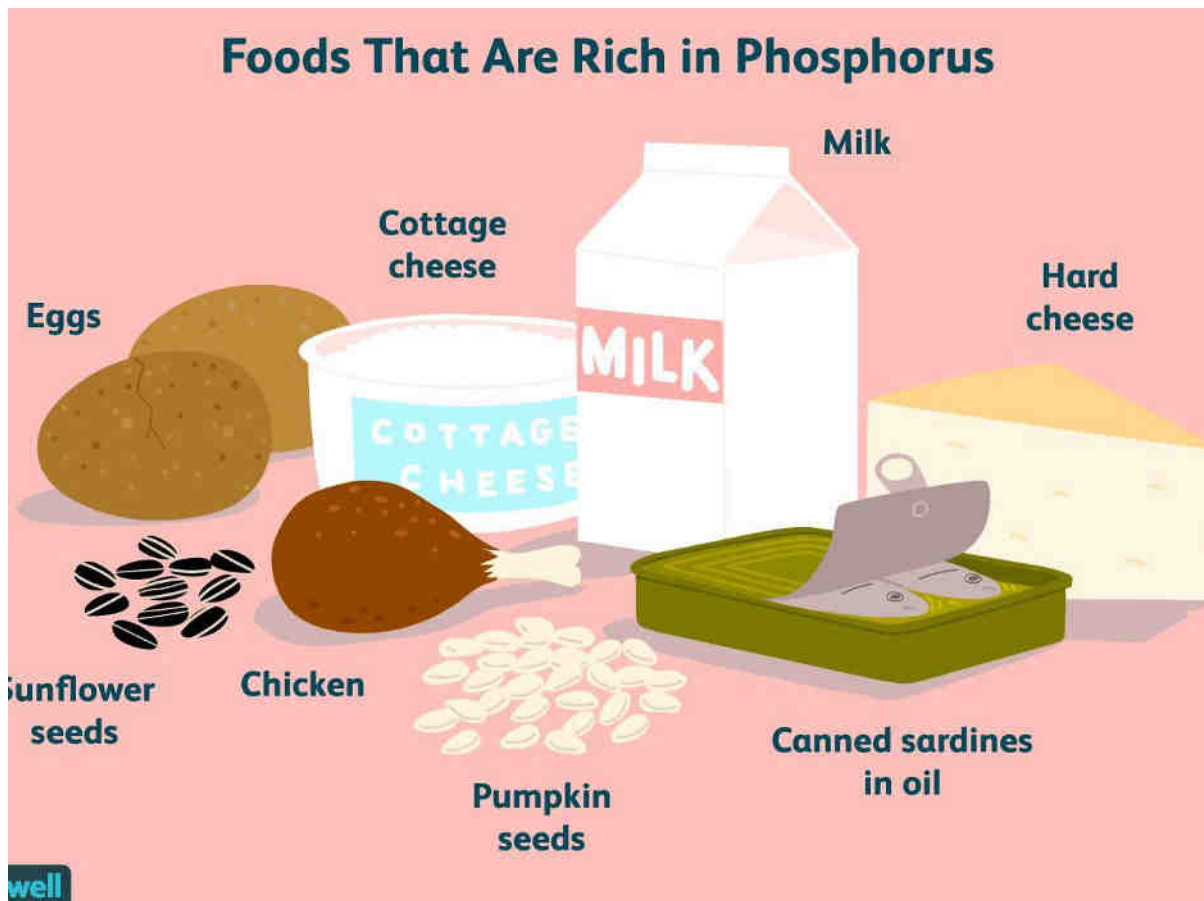 Foods That Are Rich in Phosphorus
Milk
Cottage
cheese
Hard
cheese
Eggs
MILK
COTTAGE
CHEESE
Sunflower
seeds
Chicken
Canned sardines
in oil
Pumpkin
seeds
well